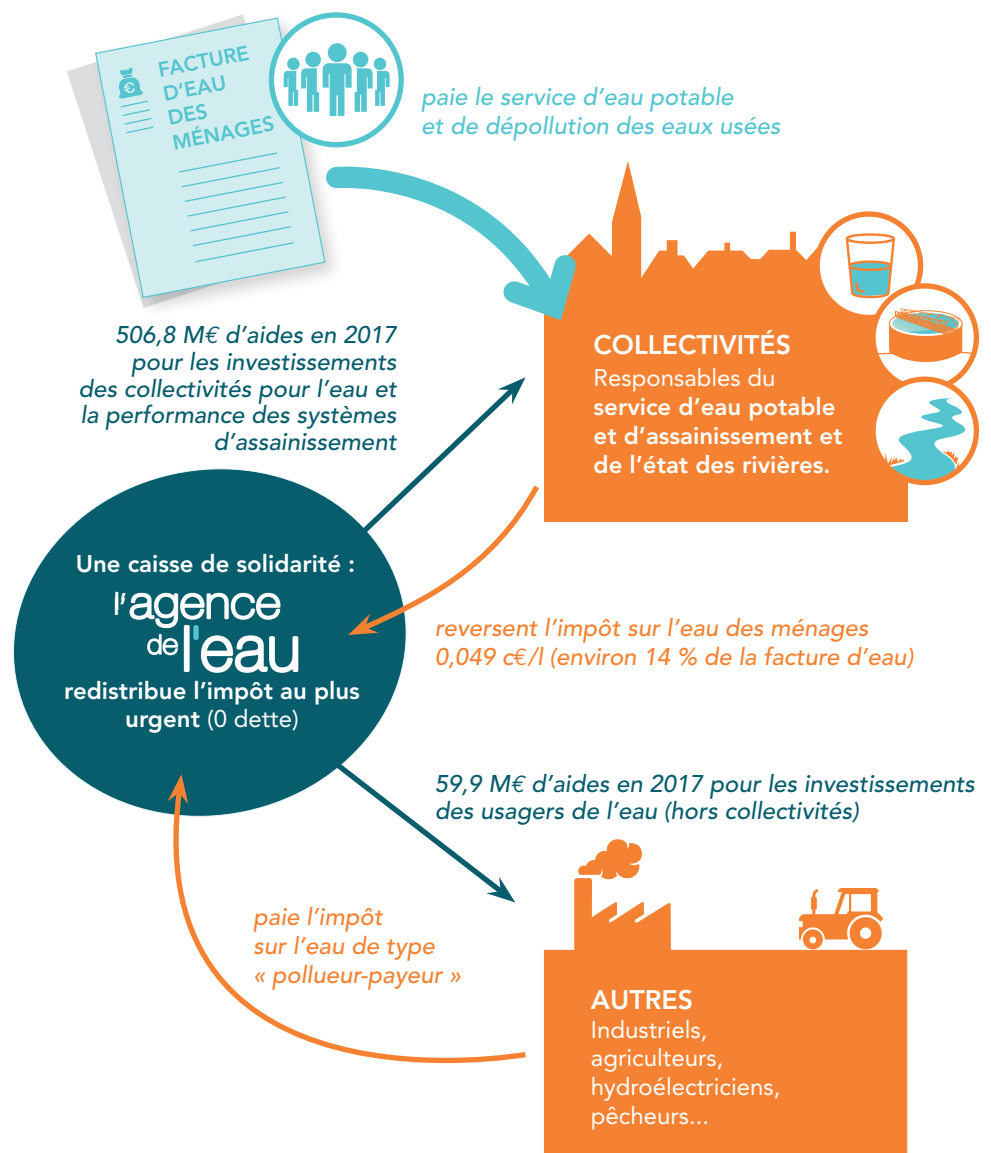 FACTURE
D'EAU
DES
MÉNAGES
€
paie le service d'eau potable
et de dépollution des eaux usées
506,8 M€ d'aides en 2017
pour les investissements
des collectivités pour l'eau et
la performance des systèmes
d'assainissement
COLLECTIVITÉS
Responsables du
service d'eau potable
et d'assainissement et
de l'état des rivières.
Une caisse de solidarité :
l'agence
de l'eau
redistribue l'impôt au plus
urgent (0 dette)
reversent l'impôt sur l'eau des ménages
0,049 c€/l (environ 14 % de la facture d'eau)
59,9 M€ d'aides en 2017 pour les investissements
des usagers de l'eau (hors collectivités)
paie l'impôt
sur l'eau de type
« pollueur-payeur »
AUTRES
Industriels,
agriculteurs,
hydroélectriciens,
pêcheurs...